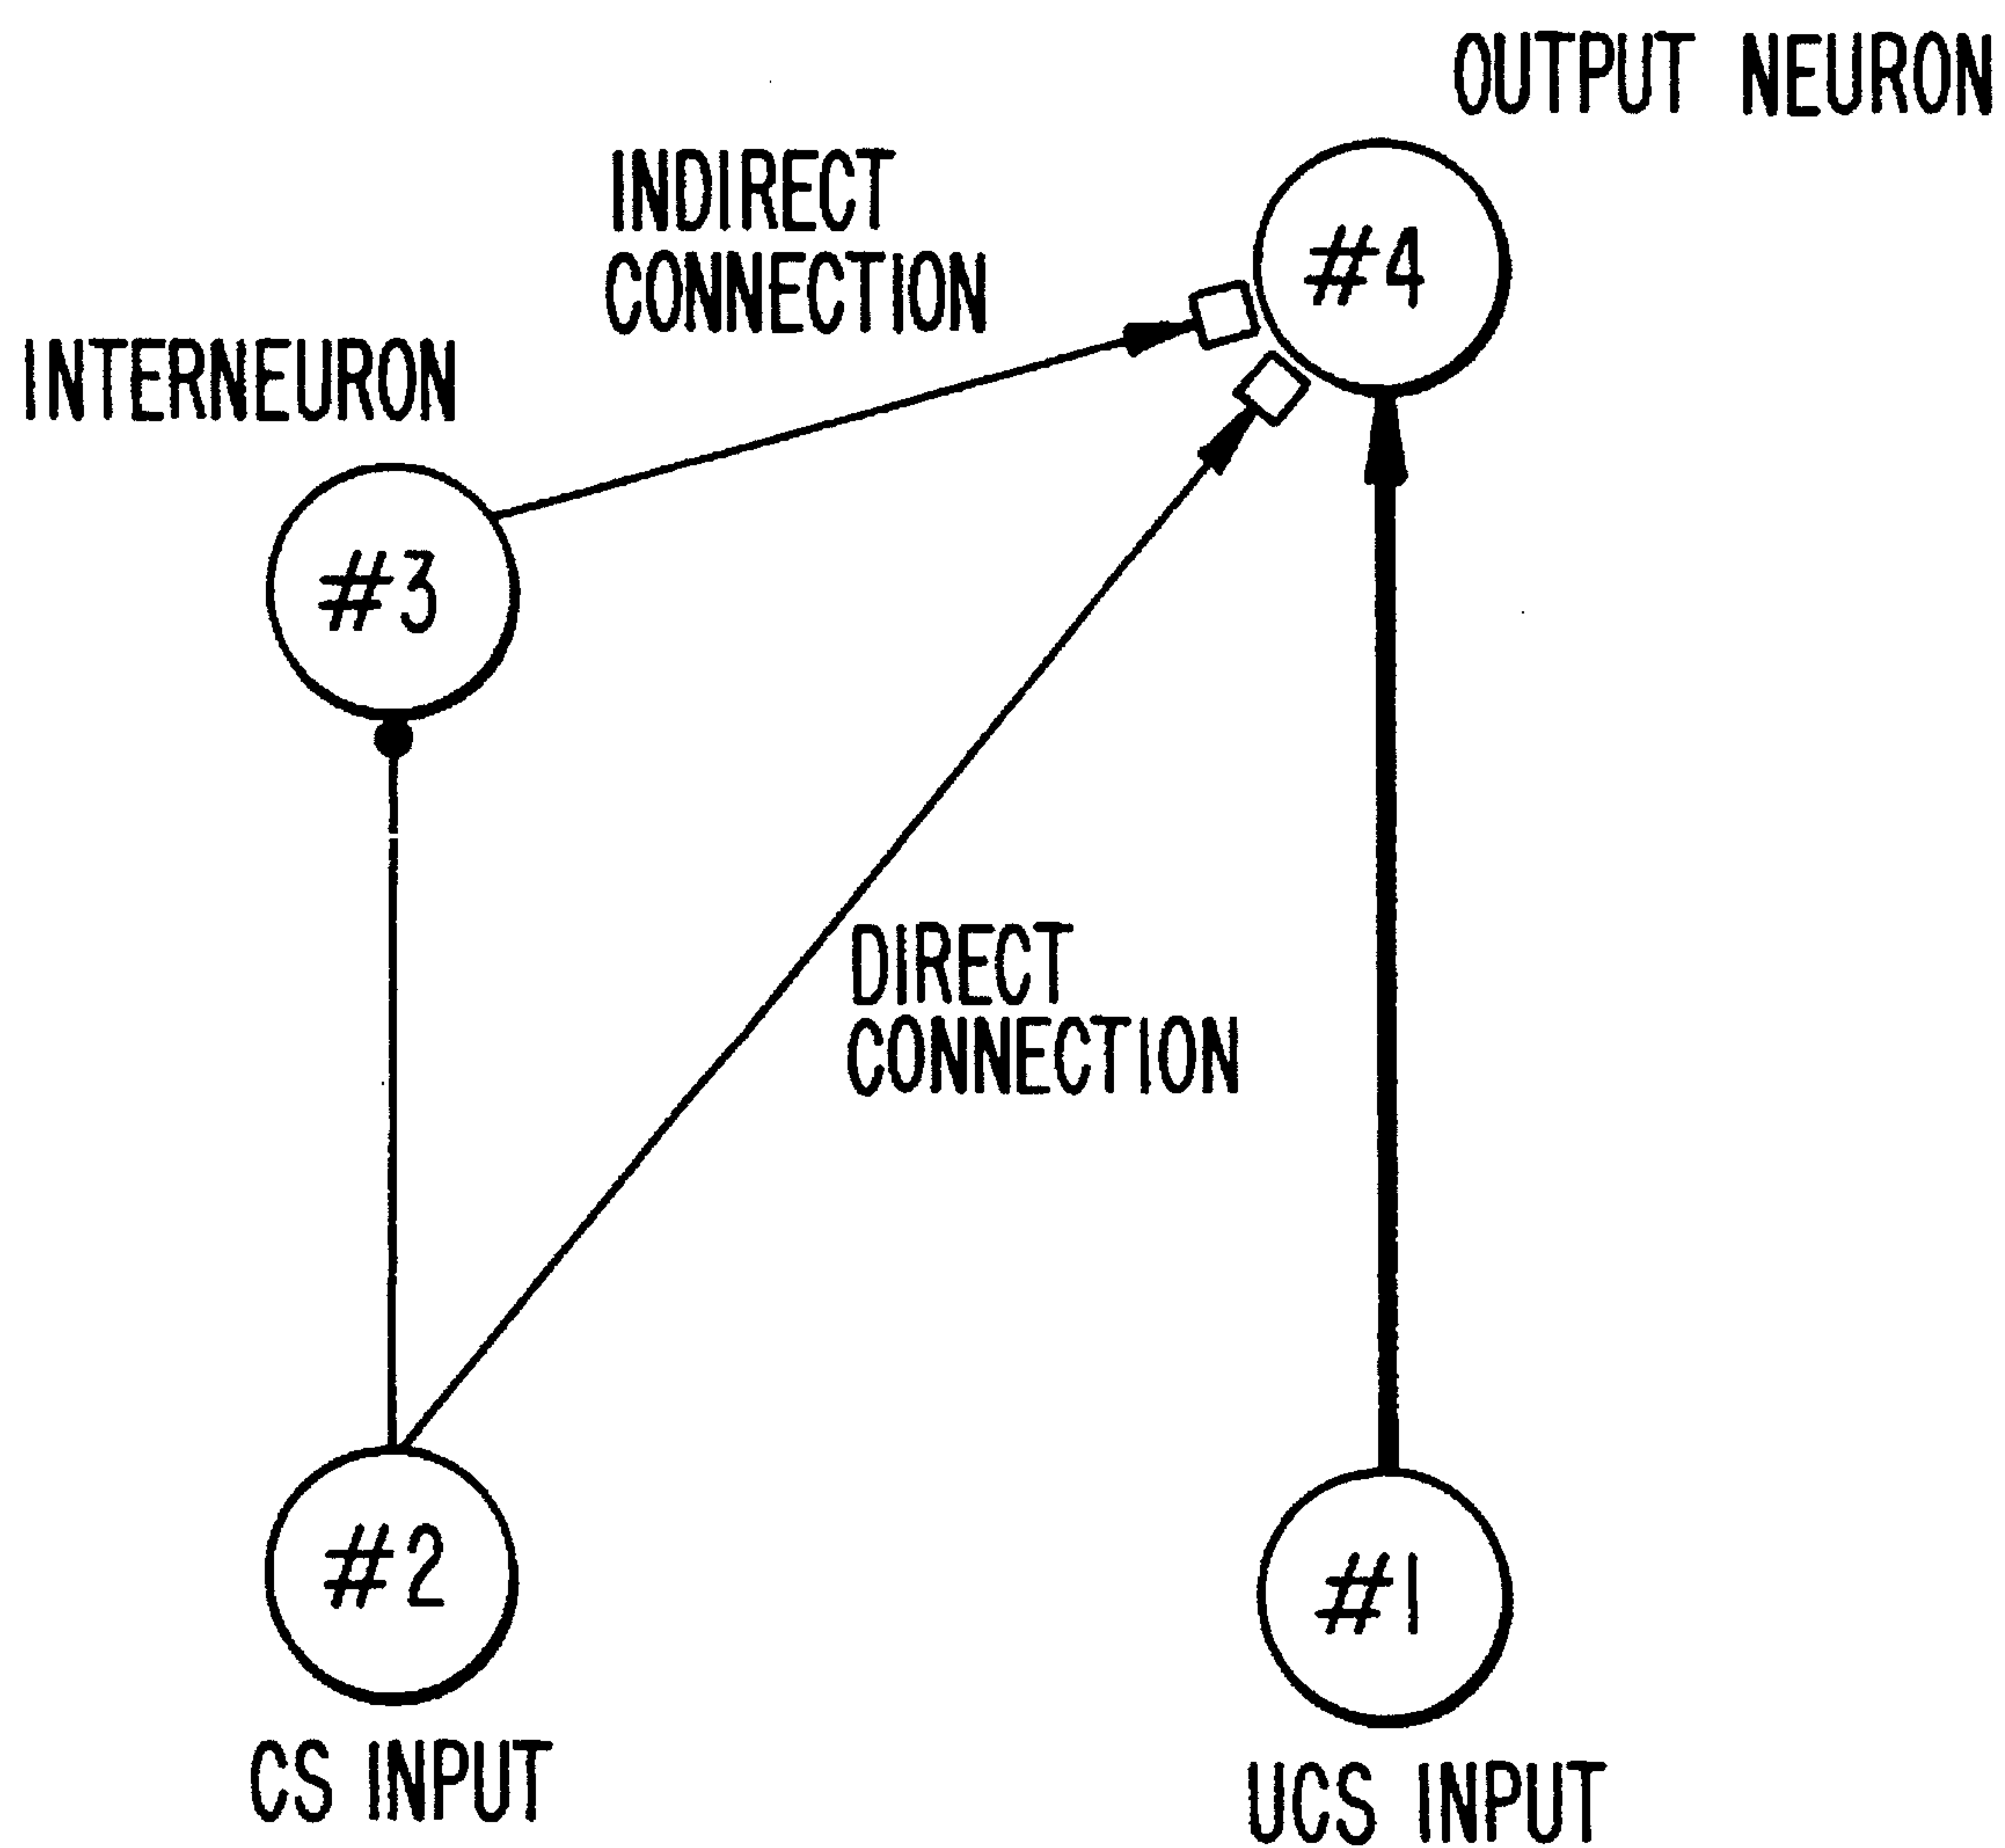 OUTPUT NEURON
INDIRECT
CONNECTION
#4
INTERNEURON
#3
DIRECT
CONNECTION
#2
#1
CS INPUT
UCS INPUT